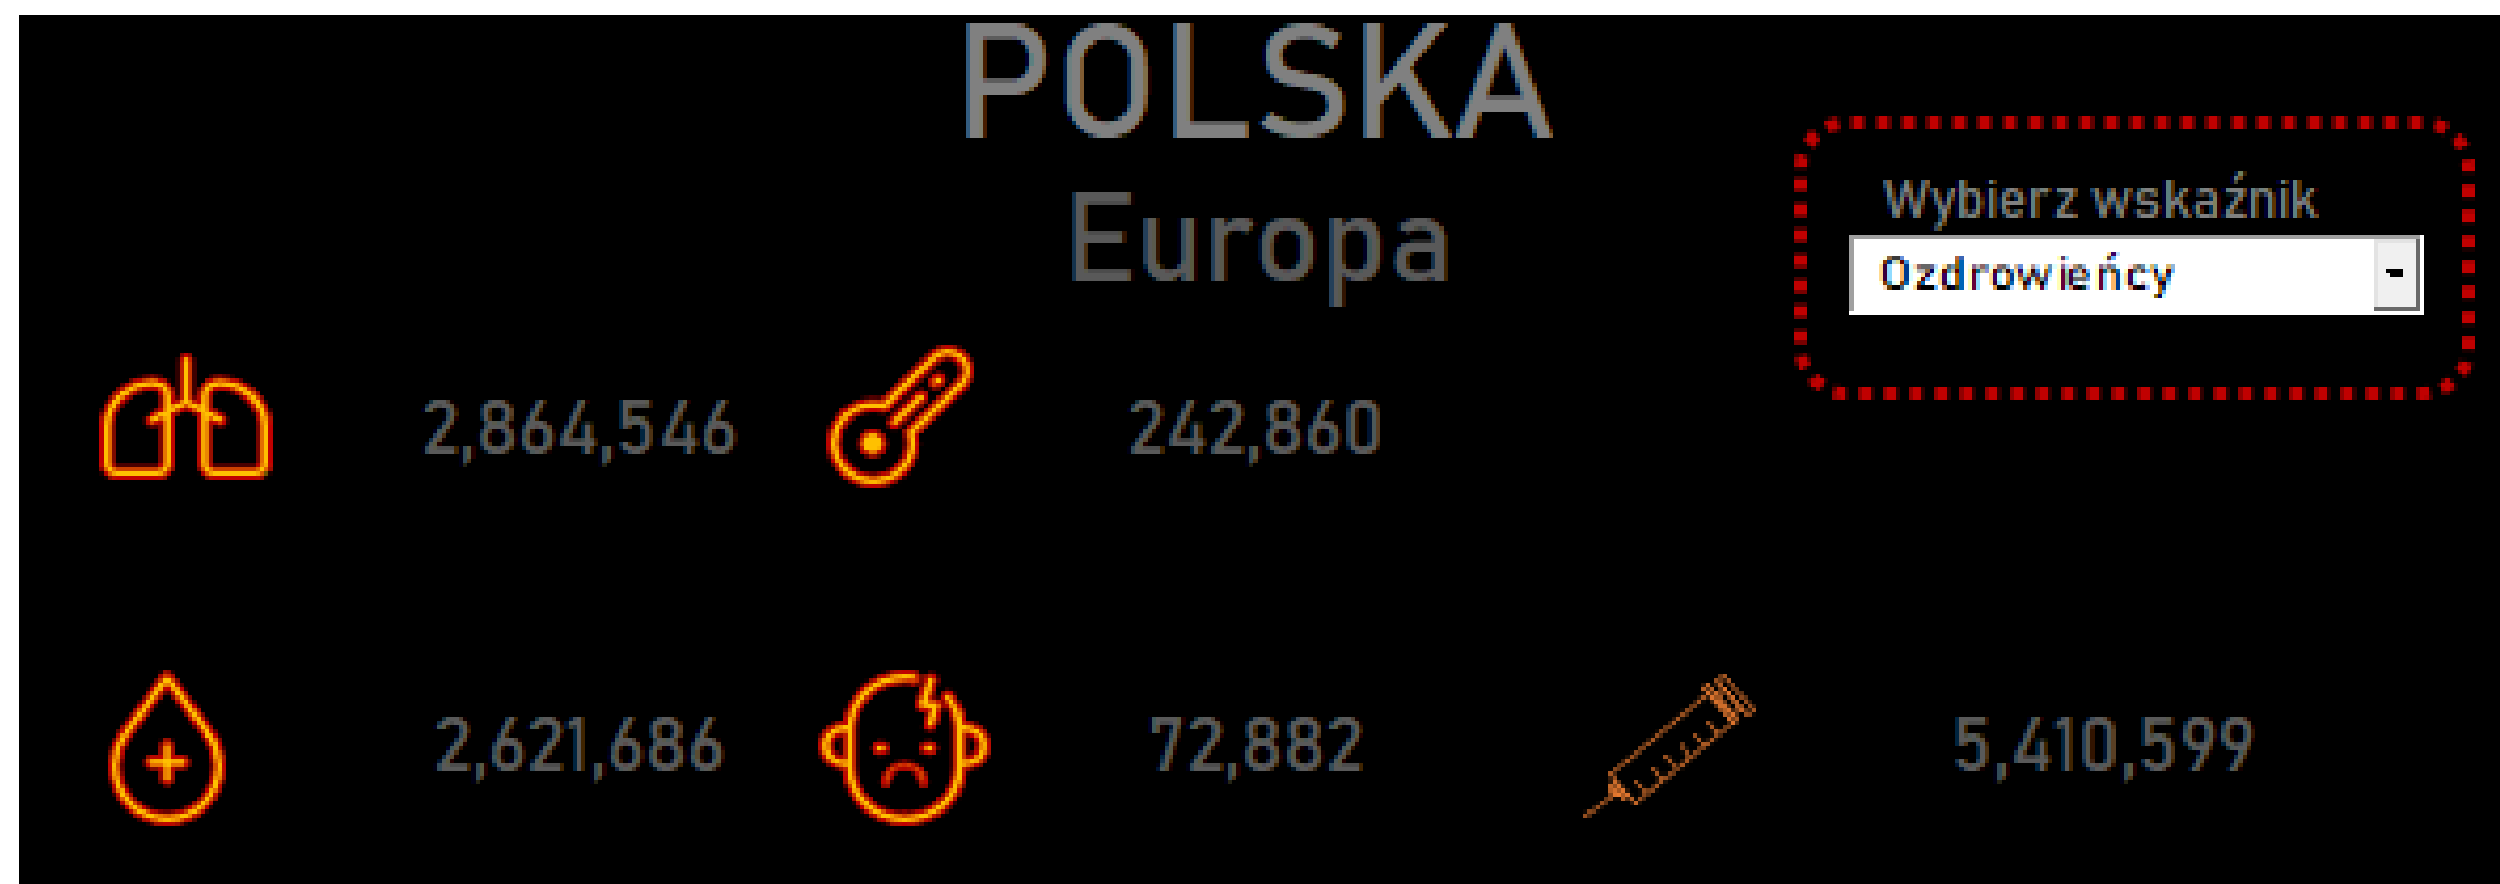 POLSKA
Europa
Wybierz wskaźnik
Ozdrowieńcy
2,864,546
242,860
2,621,686
72,882
5,410,599